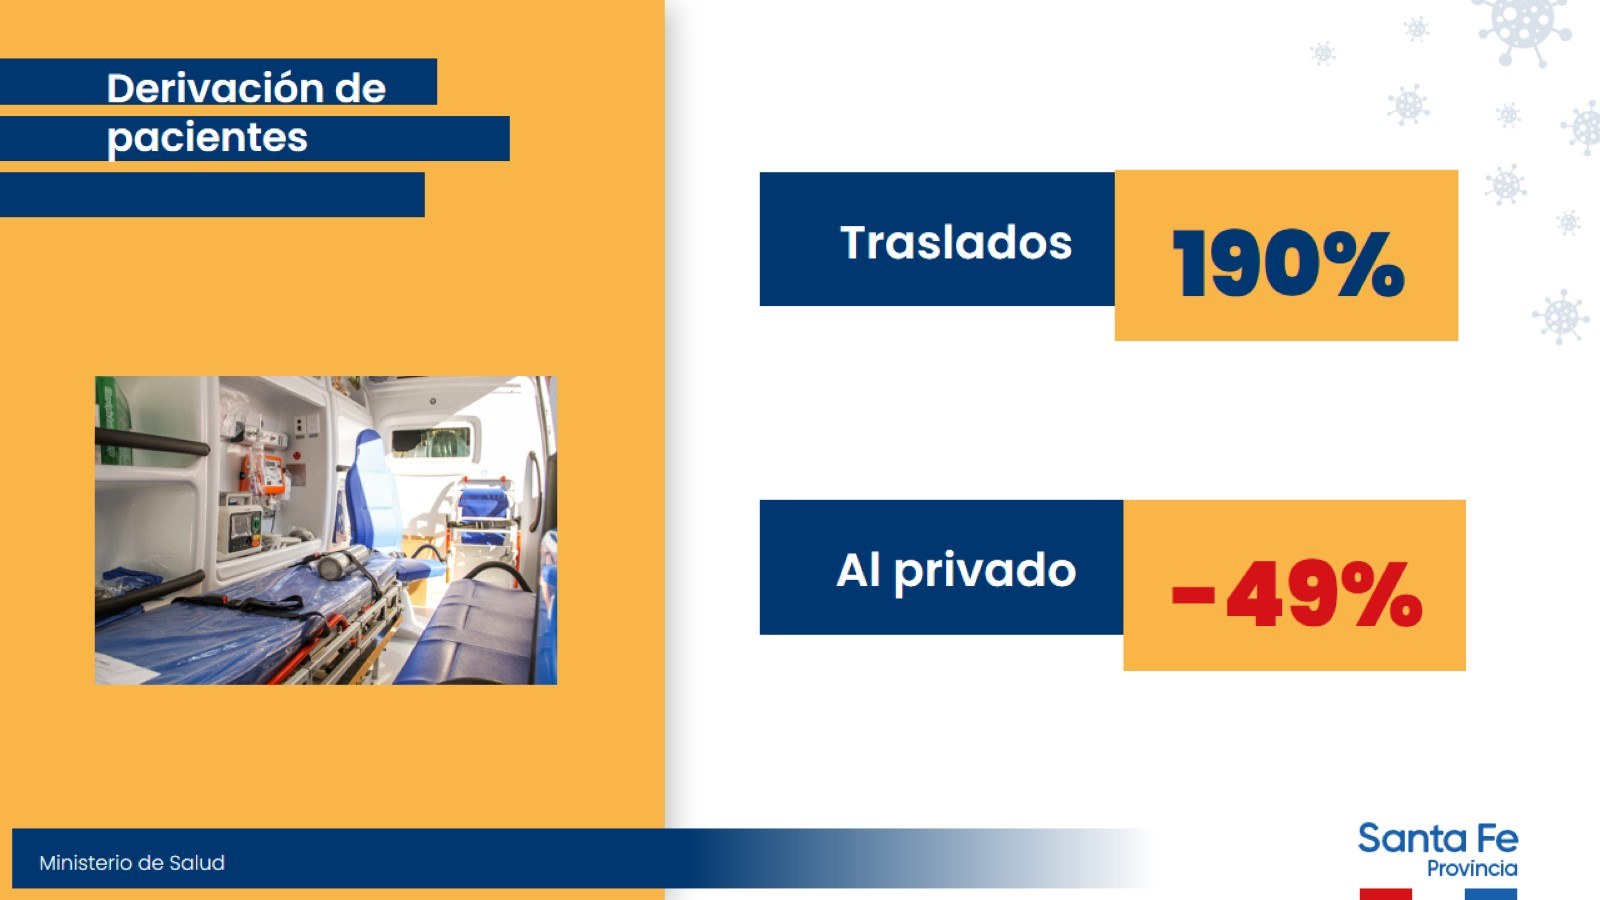 Derivación de
pacientes
Traslados
190%
Al privado
-49%
Ministerio de Salud
Santa Fe
Provincia